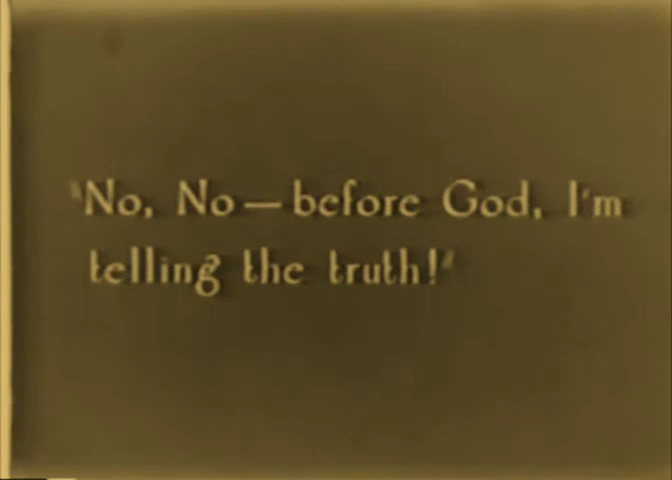 "No, No—before God, I'm
telling the truth!"